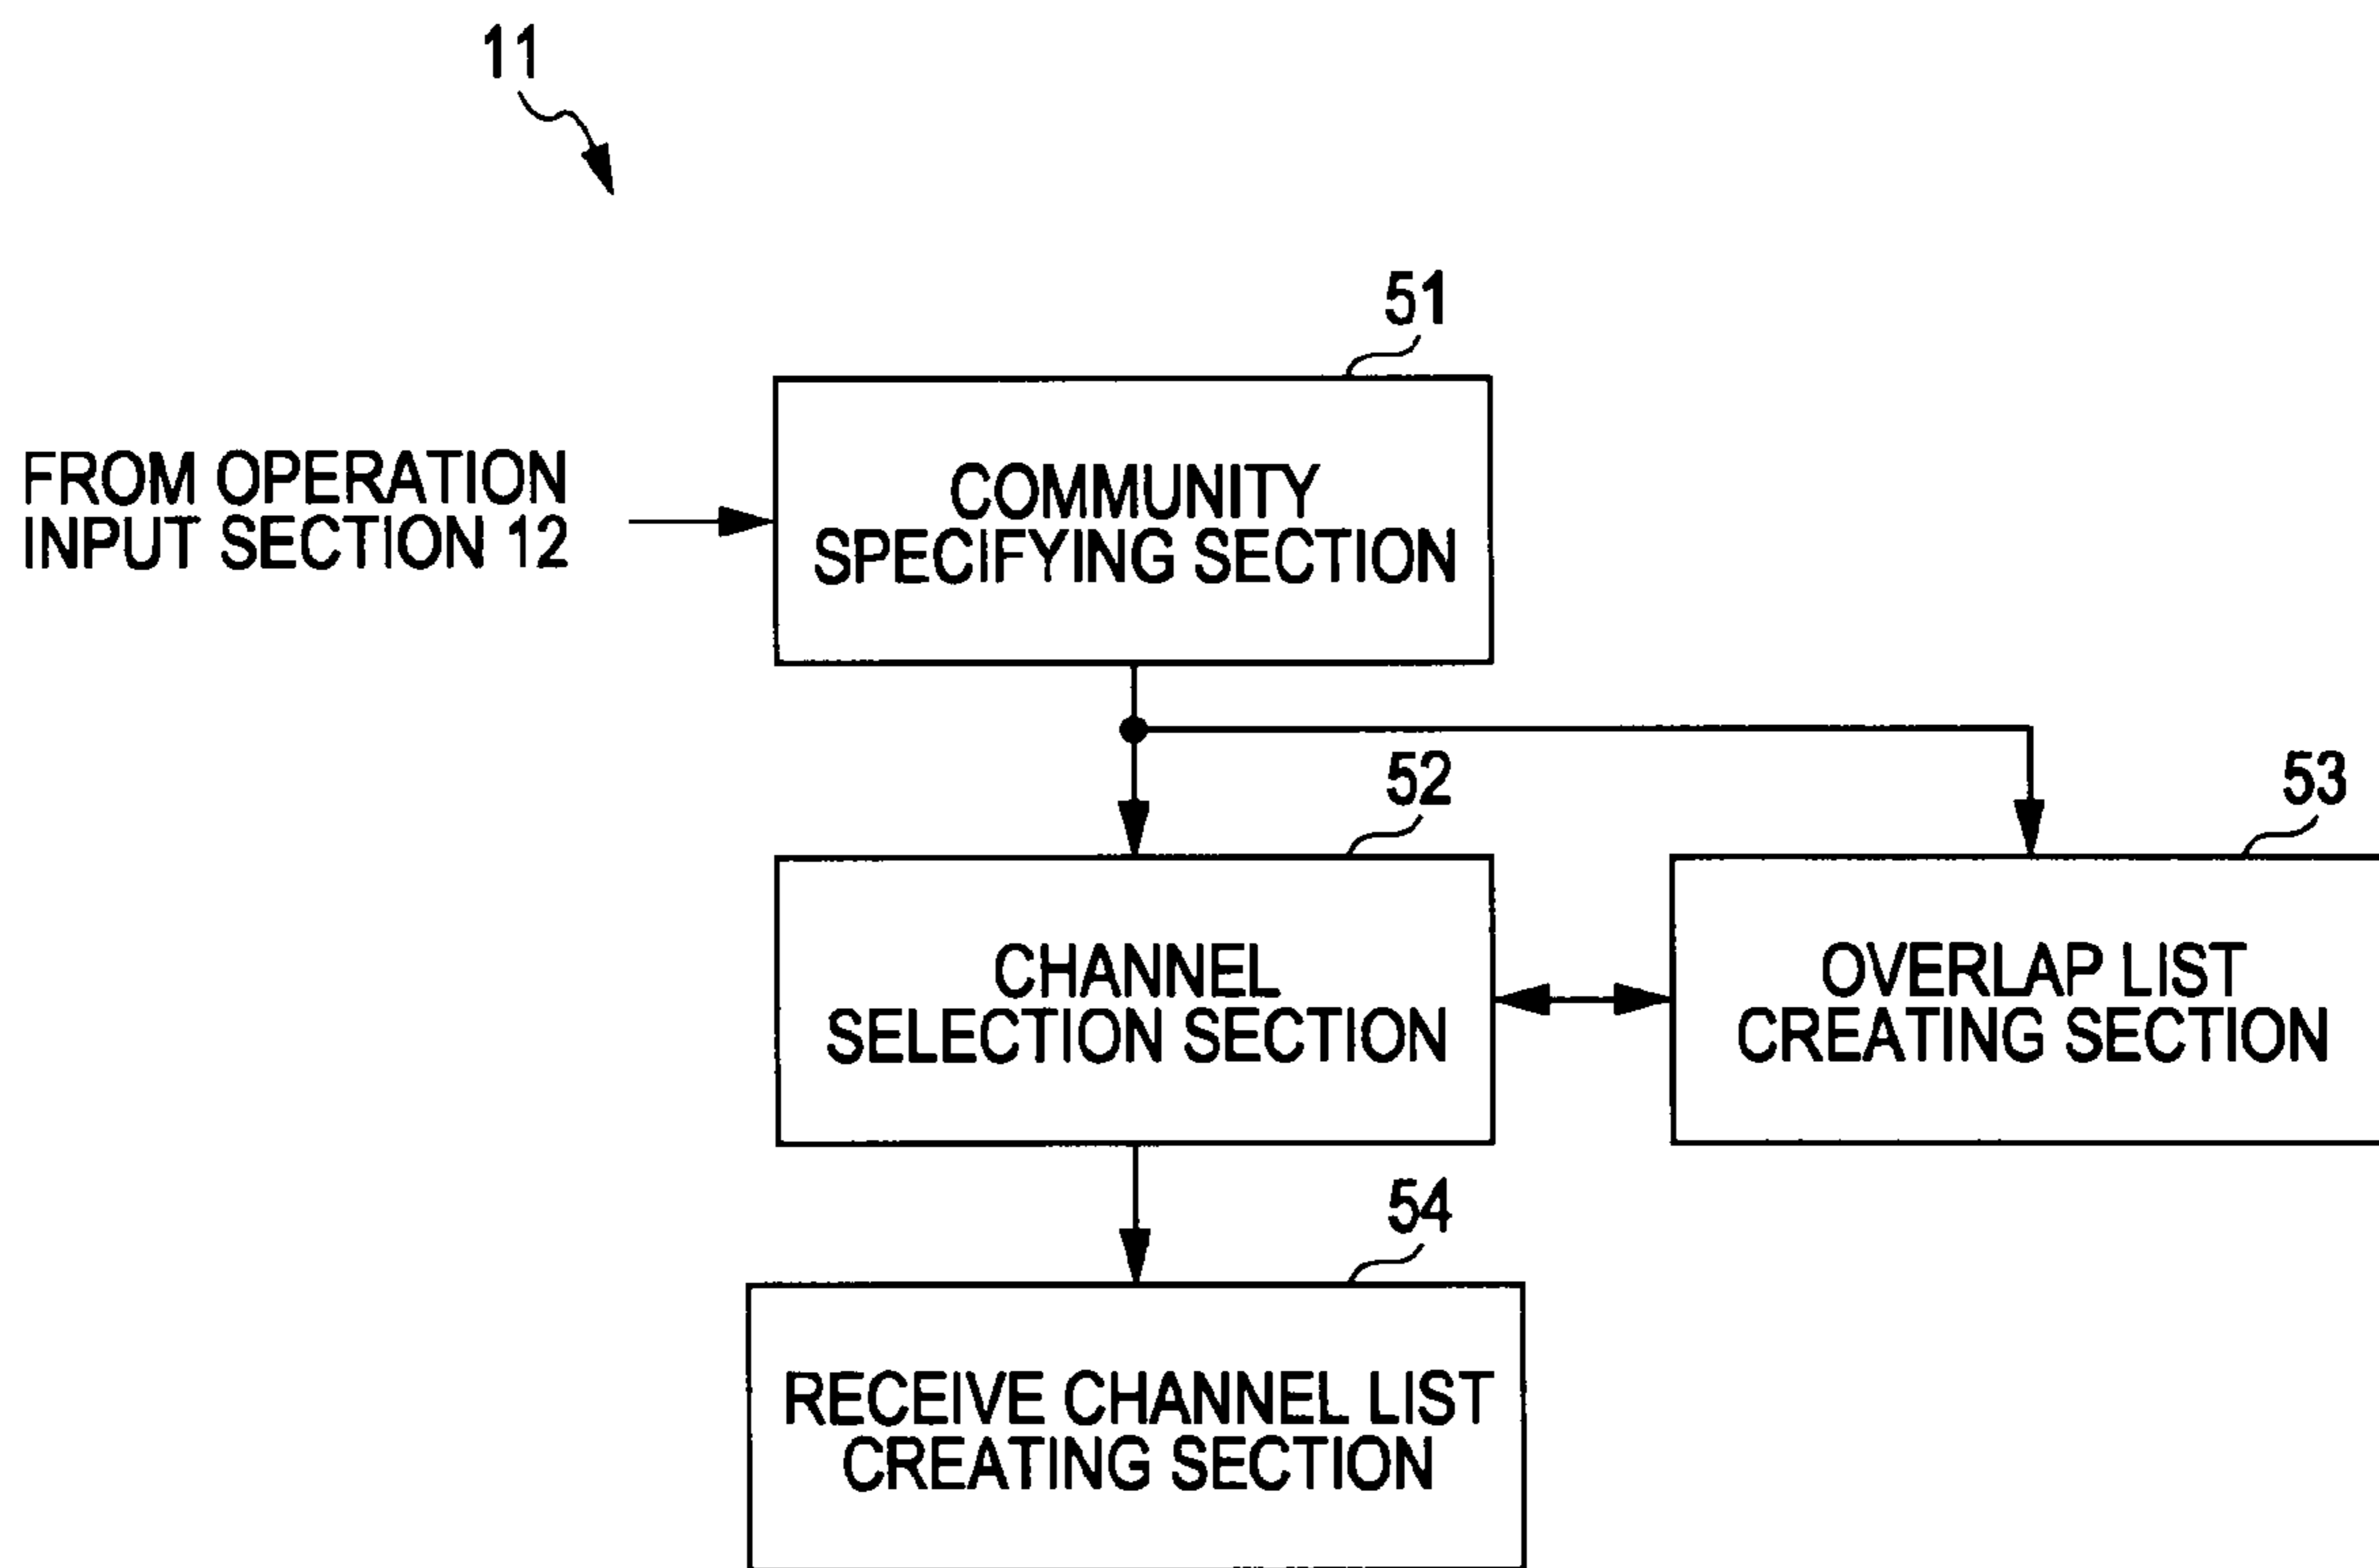 11
51
FROM OPERATION
INPUT SECTION 12
COMMUNITY
SPECIFYING SECTION
52
53
CHANNEL
SELECTION SECTION
OVERLAP LIST
CREATING SECTION
54
RECEIVE CHANNEL LIST
CREATING SECTION